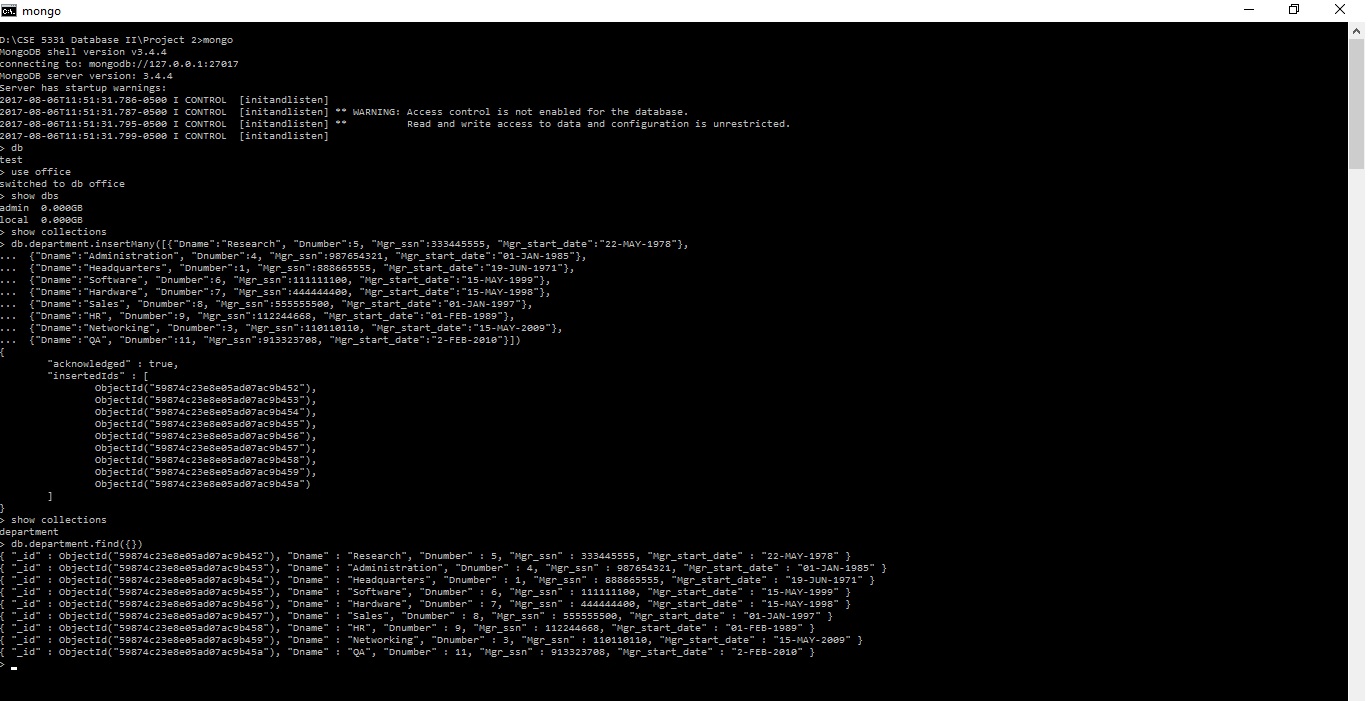 mongo
D:\CSE 5331 Database II\Project 2>mongo
MongoDB shell version v3.4.4
connecting to: mongodb://127.0.0.1:27017
MongoDB server version: 3.4.4
Server has startup warnings:
2017-08-06T11:51:31.786-0500 I CONTROL  [initandlisten]
2017-08-06T11:51:31.787-0500 I CONTROL  [initandlisten] ** WARNING: Access control is not enabled for the database.
2017-08-06T11:51:31.795-0500 I CONTROL  [initandlisten] **          Read and write access to data and configuration is unrestricted.
2017-08-06T11:51:31.799-0500 I CONTROL  [initandlisten]
> db
test
> use office
switched to db office
> show dbs
admin  0.000GB
local  0.000GB
> show collections
> db.department.insertMany([{"Dname":"Research", "Dnumber":5, "Mgr_ssn":333445555, "Mgr_start_date":"22-MAY-1978"},
...  {"Dname":"Administration", "Dnumber":4, "Mgr_ssn":987654321, "Mgr_start_date":"01-JAN-1985"},
...  {"Dname":"Headquarters", "Dnumber":1, "Mgr_ssn":888665555, "Mgr_start_date":"19-JUN-1971"},
...  {"Dname":"Software", "Dnumber":6, "Mgr_ssn":111111100, "Mgr_start_date":"15-MAY-1999"},
...  {"Dname":"Hardware", "Dnumber":7, "Mgr_ssn":444444400, "Mgr_start_date":"15-MAY-1998"},
...  {"Dname":"Sales", "Dnumber":8, "Mgr_ssn":555555500, "Mgr_start_date":"01-JAN-1997"},
...  {"Dname":"HR", "Dnumber":9, "Mgr_ssn":112244668, "Mgr_start_date":"01-FEB-1989"},
...  {"Dname":"Networking", "Dnumber":3, "Mgr_ssn":110110110, "Mgr_start_date":"15-MAY-2009"},
...  {"Dname":"QA", "Dnumber":11, "Mgr_ssn":913323708, "Mgr_start_date":"2-FEB-2010"}])
{
        "acknowledged" : true,
        "insertedIds" : [
                ObjectId("59874c23e8e05ad07ac9b452"),
                ObjectId("59874c23e8e05ad07ac9b453"),
                ObjectId("59874c23e8e05ad07ac9b454"),
                ObjectId("59874c23e8e05ad07ac9b455"),
                ObjectId("59874c23e8e05ad07ac9b456"),
                ObjectId("59874c23e8e05ad07ac9b457"),
                ObjectId("59874c23e8e05ad07ac9b458"),
                ObjectId("59874c23e8e05ad07ac9b459"),
                ObjectId("59874c23e8e05ad07ac9b45a")
        ]
}
> show collections
department
> db.department.find({})
{ "_id" : ObjectId("59874c23e8e05ad07ac9b452"), "Dname" : "Research", "Dnumber" : 5, "Mgr_ssn" : 333445555, "Mgr_start_date" : "22-MAY-1978" }
{ "_id" : ObjectId("59874c23e8e05ad07ac9b453"), "Dname" : "Administration", "Dnumber" : 4, "Mgr_ssn" : 987654321, "Mgr_start_date" : "01-JAN-1985" }
{ "_id" : ObjectId("59874c23e8e05ad07ac9b454"), "Dname" : "Headquarters", "Dnumber" : 1, "Mgr_ssn" : 888665555, "Mgr_start_date" : "19-JUN-1971" }
{ "_id" : ObjectId("59874c23e8e05ad07ac9b455"), "Dname" : "Software", "Dnumber" : 6, "Mgr_ssn" : 111111100, "Mgr_start_date" : "15-MAY-1999" }
{ "_id" : ObjectId("59874c23e8e05ad07ac9b456"), "Dname" : "Hardware", "Dnumber" : 7, "Mgr_ssn" : 444444400, "Mgr_start_date" : "15-MAY-1998" }
{ "_id" : ObjectId("59874c23e8e05ad07ac9b457"), "Dname" : "Sales", "Dnumber" : 8, "Mgr_ssn" : 555555500, "Mgr_start_date" : "01-JAN-1997" }
{ "_id" : ObjectId("59874c23e8e05ad07ac9b458"), "Dname" : "HR", "Dnumber" : 9, "Mgr_ssn" : 112244668, "Mgr_start_date" : "01-FEB-1989" }
{ "_id" : ObjectId("59874c23e8e05ad07ac9b459"), "Dname" : "Networking", "Dnumber" : 3, "Mgr_ssn" : 110110110, "Mgr_start_date" : "15-MAY-2009" }
{ "_id" : ObjectId("59874c23e8e05ad07ac9b45a"), "Dname" : "QA", "Dnumber" : 11, "Mgr_ssn" : 913323708, "Mgr_start_date" : "2-FEB-2010" }
>